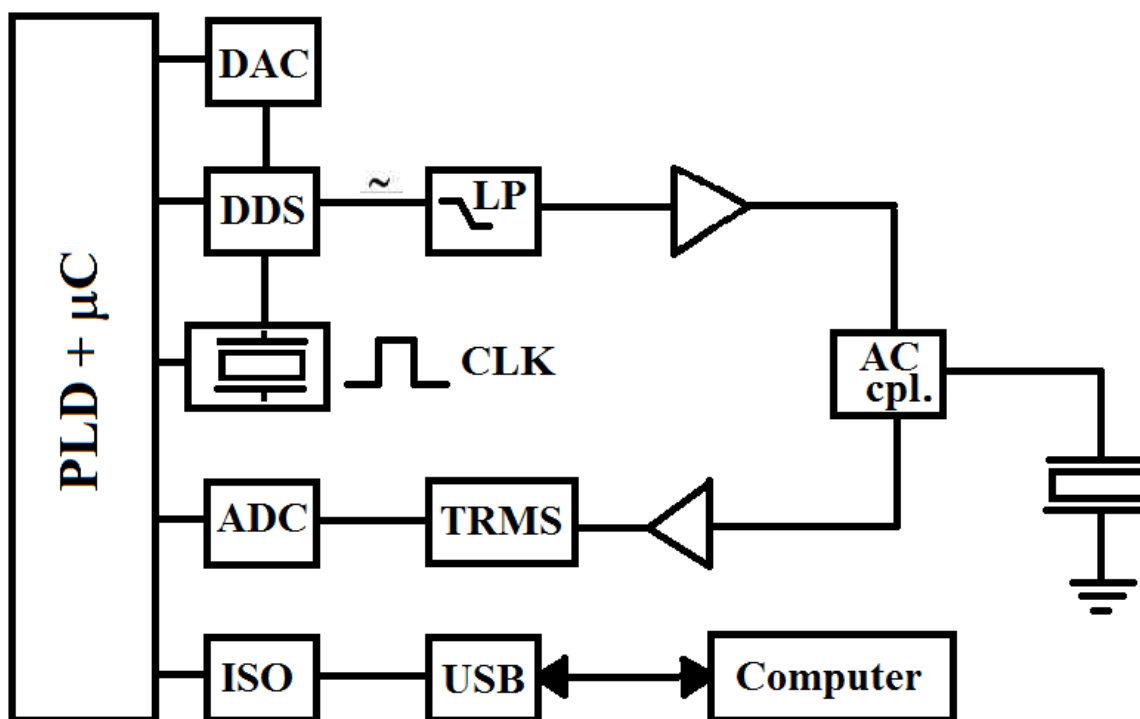 PLD + μC
DAC
DDS
~
LP
CLK
AC
cpl.
ADC
TRMS
ISO
USB
Computer